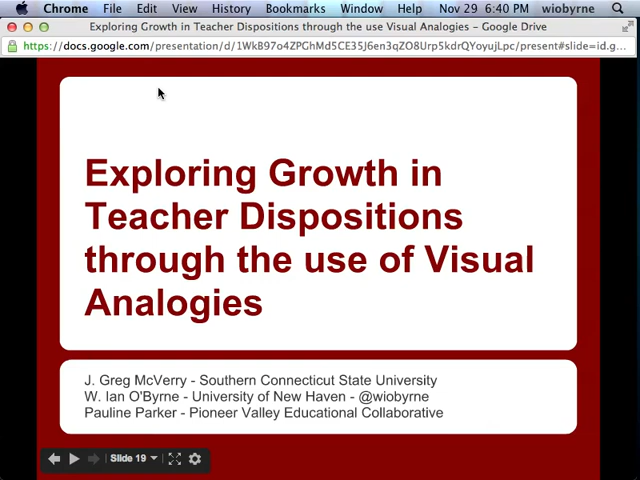 Chrome File Edit View History Bookmarks Window Help Nov 29 6:40 PM wiobyrne
Exploring Growth in Teacher Dispositions through the use Visual Analogies - Google Drive
https://docs.google.com/presentation/d/1WkB97o4ZPGhMd5CE35J6en3qZO8Urp5kdrQYoyujLpc/present#slide=id.g...
Exploring Growth in
Teacher Dispositions
through the use of Visual
Analogies
J. Greg McVerry - Southern Connecticut State University
W. Ian O'Byrne - University of New Haven - @wiobyrne
Pauline Parker - Pioneer Valley Educational Collaborative
Slide 19